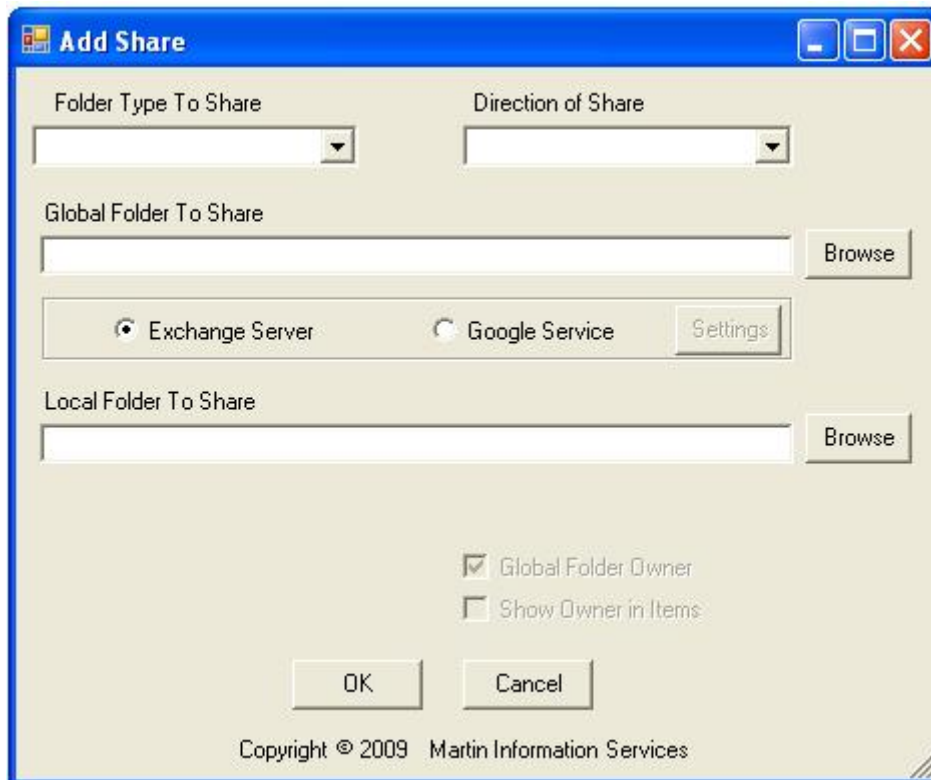 Add Share
Folder Type To Share
Direction of Share
Global Folder To Share
Browse
Exchange Server
Google Service
Settings
Local Folder To Share
Browse
Global Folder Owner
Show Owner in Items
OK
Cancel
Copyright © 2009 Martin Information Services